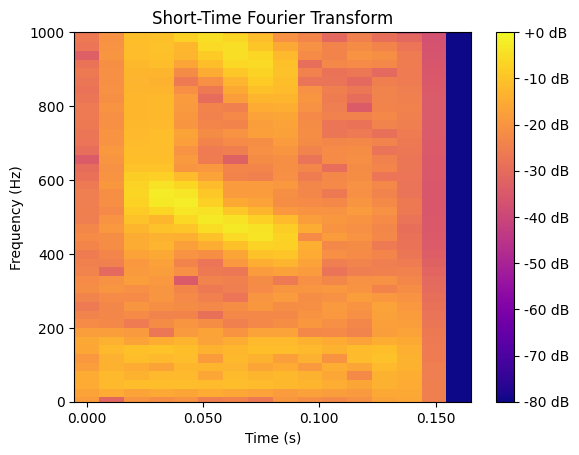 Short-Time Fourier Transform
1000
800
600
400
200
0
Frequency (Hz)
0.000
0.050
0.100
0.150
Time (s)
+0 dB
-10 dB
-20 dB
-30 dB
-40 dB
-50 dB
-60 dB
-70 dB
-80 dB